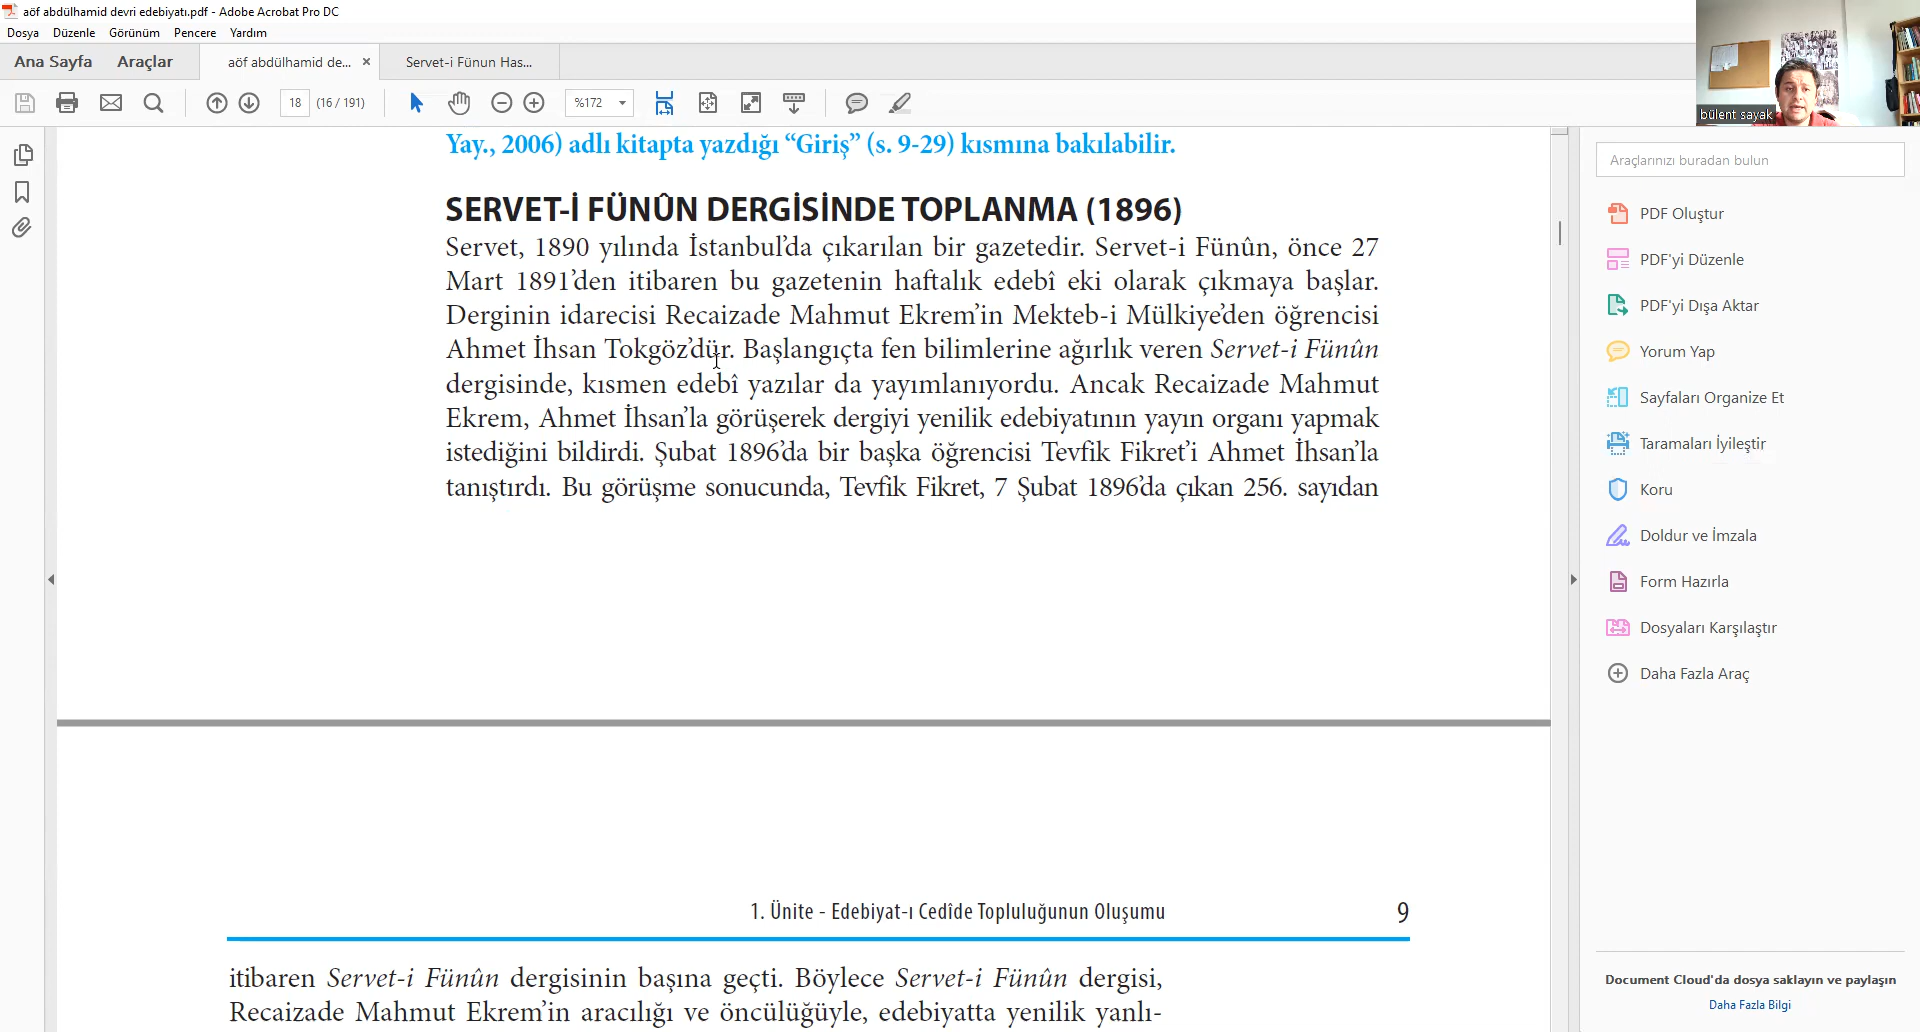 aöf abdülhamid devri edebiyatı.pdf - Adobe Acrobat Pro DC
Dosya Düzenle Görünüm Pencere Yardım
Ana Sayfa Araçlar aöf abdülhamid de... × Servet-i Fünun Has...
18 (16 / 191) %172
bülent sayak
Yay., 2006) adlı kitapta yazdığı “Giriş” (s. 9-29) kısmına bakılabilir.
SERVET-İ FÜNÛN DERGİSİNDE TOPLANMA (1896)
Servet, 1890 yılında İstanbul’da çıkarılan bir gazetedir. Servet-i Fünûn, önce 27
Mart 1891’den itibaren bu gazetenin haftalık edebî eki olarak çıkmaya başlar.
Derginin idarecisi Recaizade Mahmut Ekrem’in Mekteb-i Mülkiye’den öğrencisi
Ahmet İhsan Tokgöz’dür. Başlangıçta fen bilimlerine ağırlık veren Servet-i Fünûn
dergisinde, kısmen edebî yazılar da yayımlanıyordu. Ancak Recaizade Mahmut
Ekrem, Ahmet İhsan’la görüşerek dergiyi yenilik edebiyatının yayın organı yapmak
istediğini bildirdi. Şubat 1896’da bir başka öğrencisi Tevfik Fikret’i Ahmet İhsan’la
tanıştırdı. Bu görüşme sonucunda, Tevfik Fikret, 7 Şubat 1896’da çıkan 256. sayıdan
1. Ünite - Edebiyat-ı Cedîde Topluluğunun Oluşumu 9
itibaren Servet-i Fünûn dergisinin başına geçti. Böylece Servet-i Fünûn dergisi,
Recaizade Mahmut Ekrem’in aracılığı ve öncülüğüyle, edebiyatta yenilik yanlı-
Araçlarınızı buradan bulun
PDF Oluştur
PDF'yi Düzenle
PDF'yi Dışa Aktar
Yorum Yap
Sayfaları Organize Et
Taramaları İyileştir
Koru
Doldur ve İmzala
Form Hazırla
Dosyaları Karşılaştır
Daha Fazla Araç
Document Cloud'da dosya saklayın ve paylaşın
Daha Fazla Bilgi